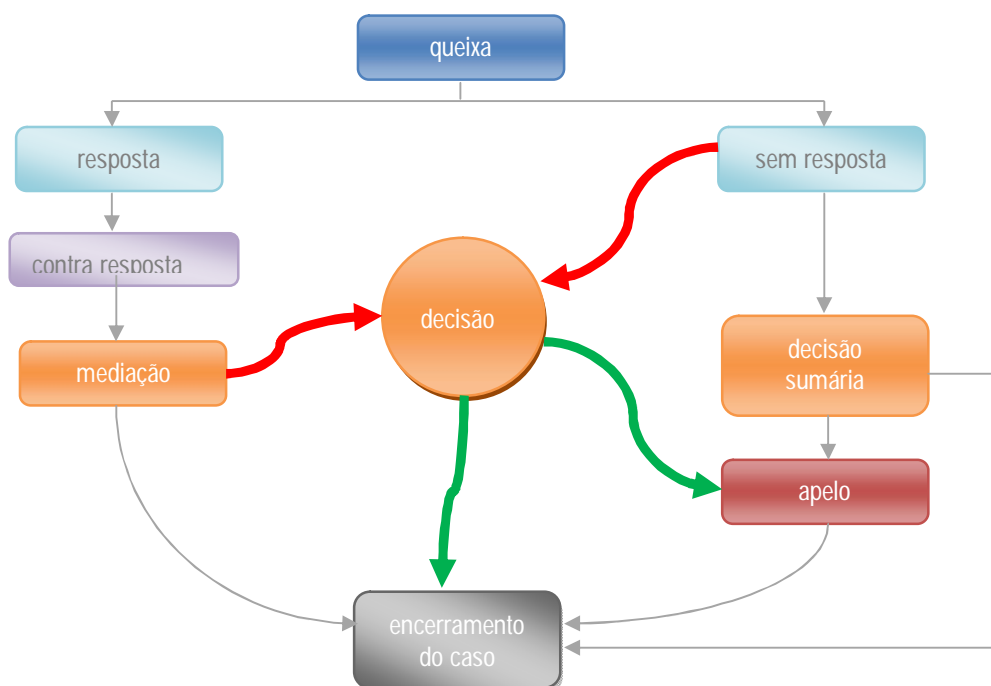 queixa
resposta
sem resposta
contra resposta
decisão
mediação
decisão
sumária
apelo
encerramento
do caso